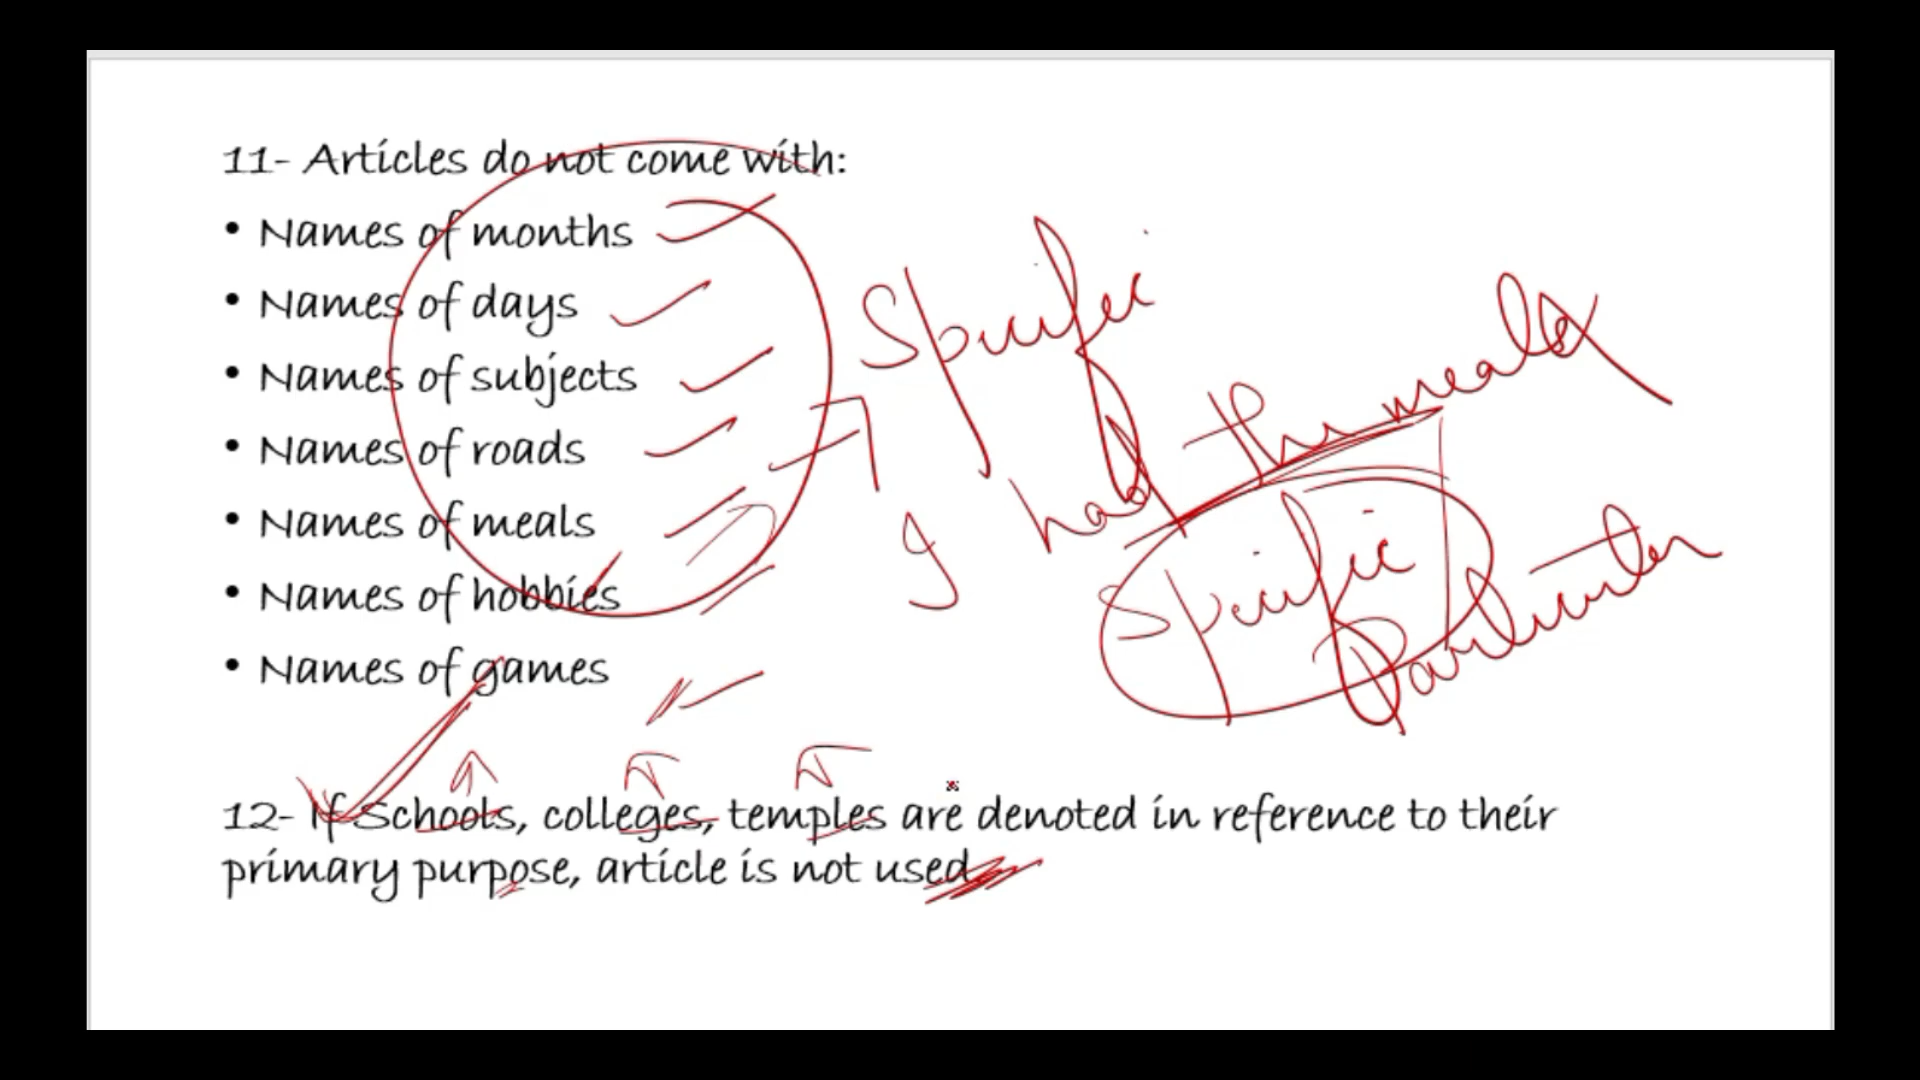 11- Articles do not come with:
• Names of months
• Names of days
• Names of subjects
• Names of roads
• Names of meals
• Names of hobbies
• Names of games
Specific
I had the meals
Specific
Particular
12- If Schools, colleges, temples are denoted in reference to their
primary purpose, article is not used